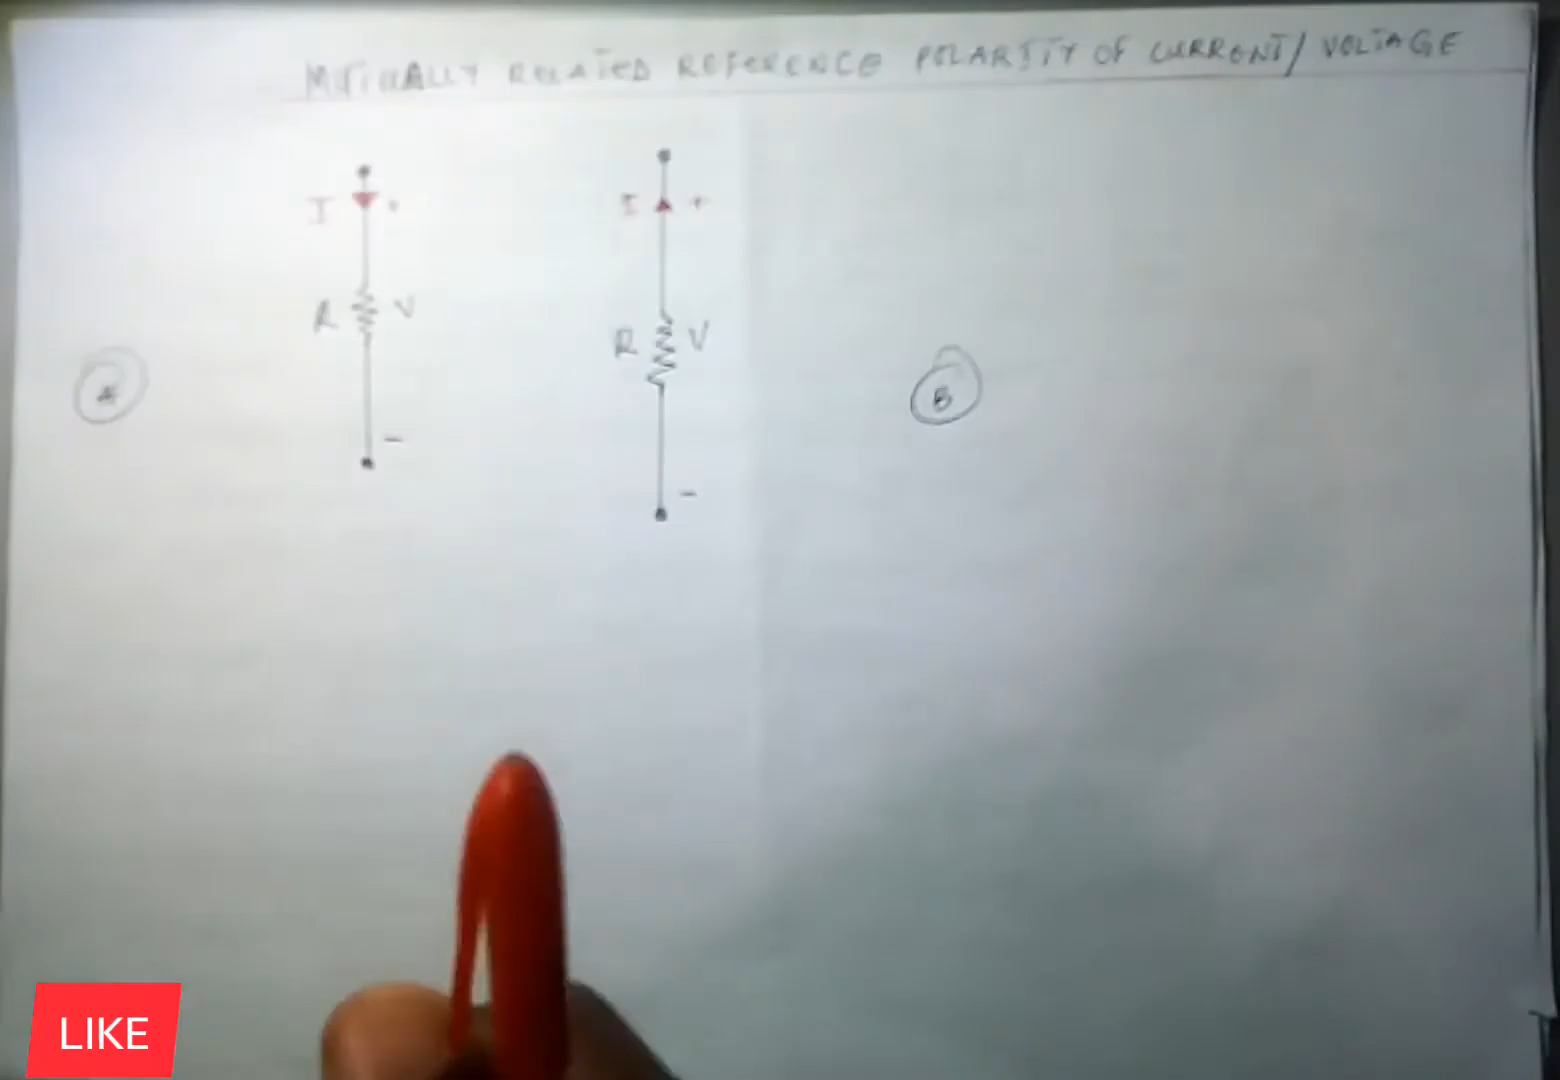 MUTUALLY RELATED REFERENCE POLARITY OF CURRENT/ VOLTAGE
I +
I +
R V
R V
A
B
-
-
LIKE